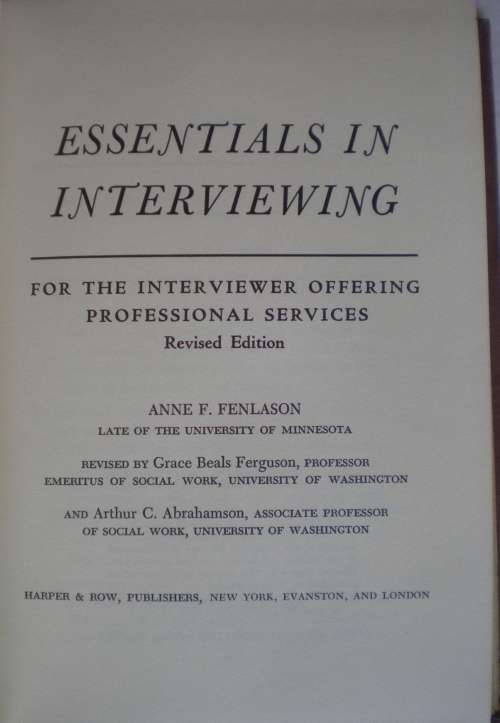 ESSENTIALS IN
INTERVIEWING
FOR THE INTERVIEWER OFFERING
PROFESSIONAL SERVICES
Revised Edition
ANNE F. FENLASON
LATE OF THE UNIVERSITY OF MINNESOTA
REVISED BY Grace Beals Ferguson, PROFESSOR
EMERITUS OF SOCIAL WORK, UNIVERSITY OF WASHINGTON
AND Arthur C. Abrahamson, ASSOCIATE PROFESSOR
OF SOCIAL WORK, UNIVERSITY OF WASHINGTON
HARPER & ROW, PUBLISHERS, NEW YORK, EVANSTON, AND LONDON